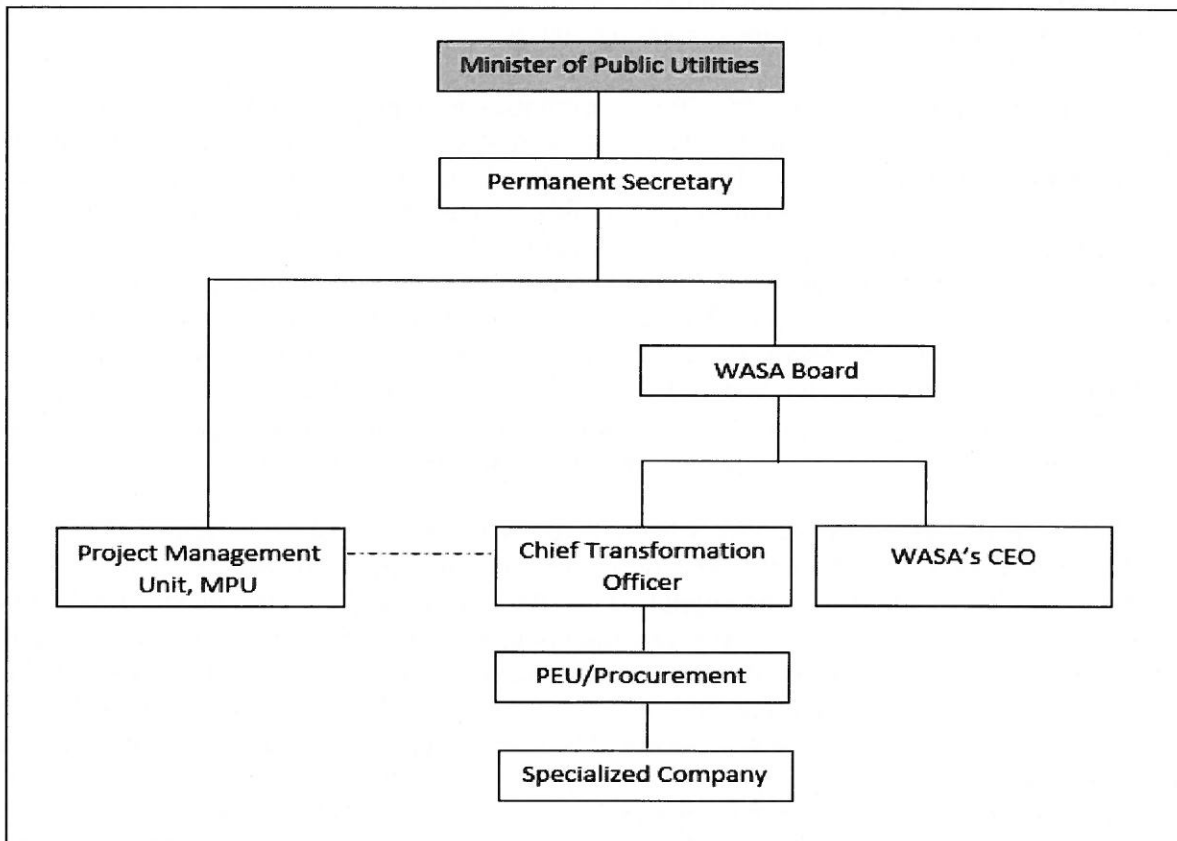 Minister of Public Utilities
Permanent Secretary
WASA Board
Project Management
Unit, MPU
Chief Transformation
Officer
WASA's CEO
PEU/Procurement
Specialized Company